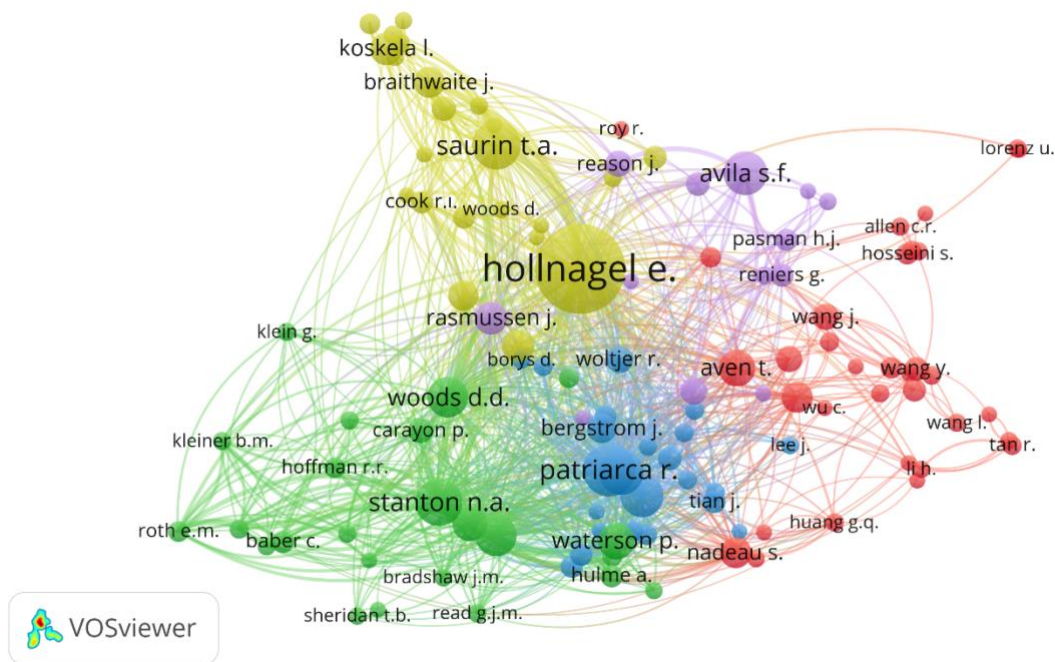 koskela l.
braithwaite j.
roy r.
saurin t.a.
lorenz u.
reason j.
avila s.f.
cook r.ı.
woods d.
allen c.r.
pasman h.j.
hosseini s.
hollnagel e.
reniers g.
rasmussen j.
wang j.
klein g.
borys d.
woltjer r.
aven t.
wang y.
woods d.d.
wu c.
carayon p.
bergstrom j.
wang l.
kleiner b.m.
lee j.
tan r.
hoffman r.r.
patriarca r.
li h.
stanton n.a.
tian j.
huang g.q.
roth e.m.
baber c.
waterson p.
nadeau s.
bradshaw j.m.
hulme a.
sheridan t.b.
read g.j.m.
VOSviewer